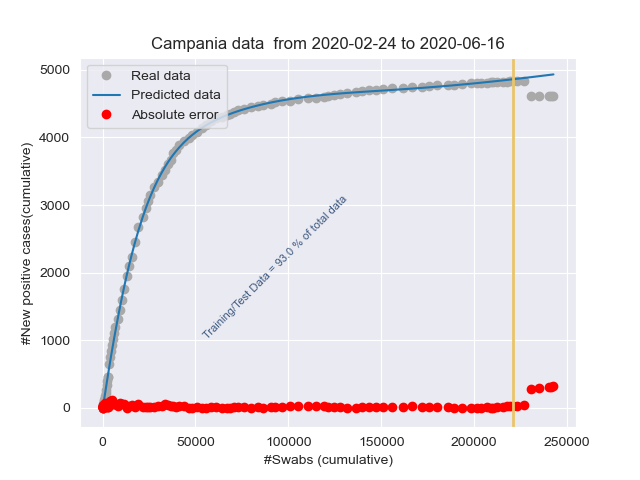 Campania data  from 2020-02-24 to 2020-06-16
Real data
Predicted data
Absolute error
5000
4000
3000
2000
1000
0
#New positive cases(cumulative)
Training/Test Data = 93.0 % of total data
0
50000
100000
150000
200000
250000
#Swabs (cumulative)